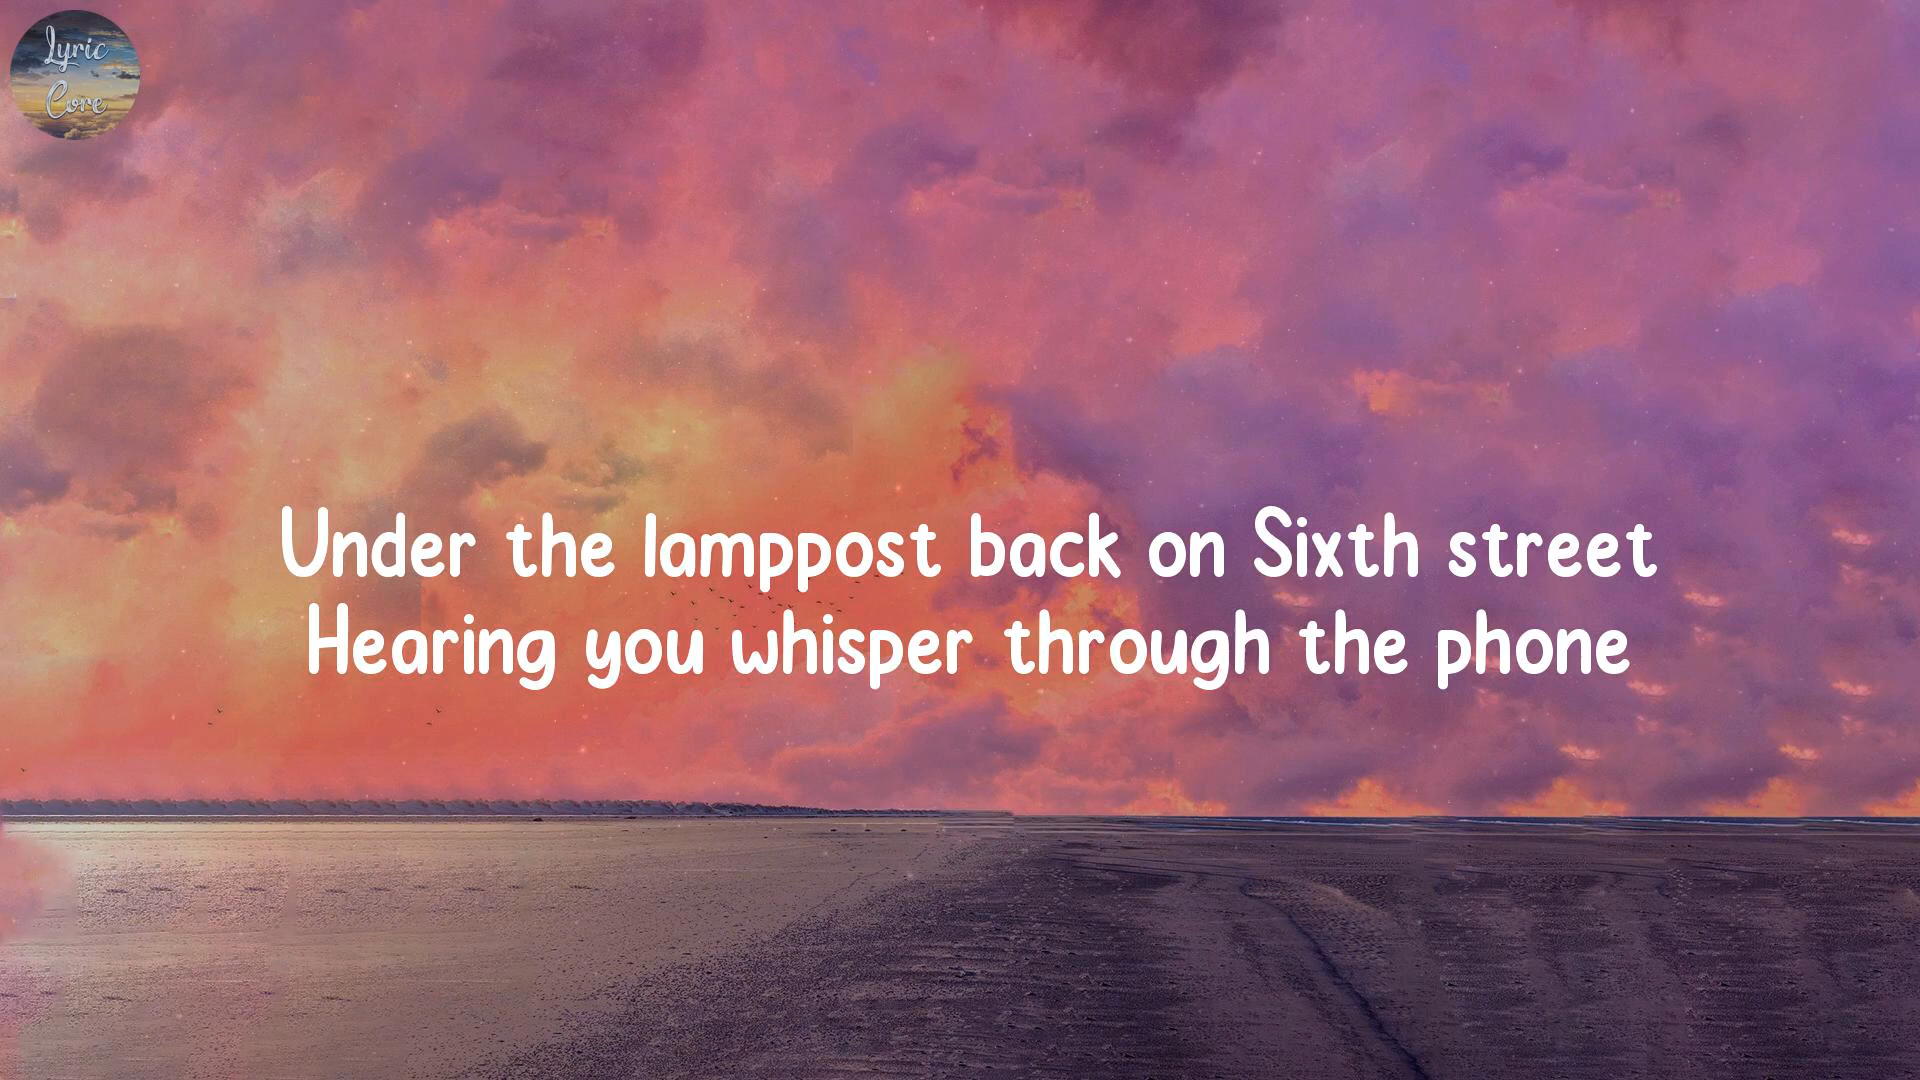 Lyric
Core
Under the lamppost back on Sixth street
Hearing you whisper through the phone